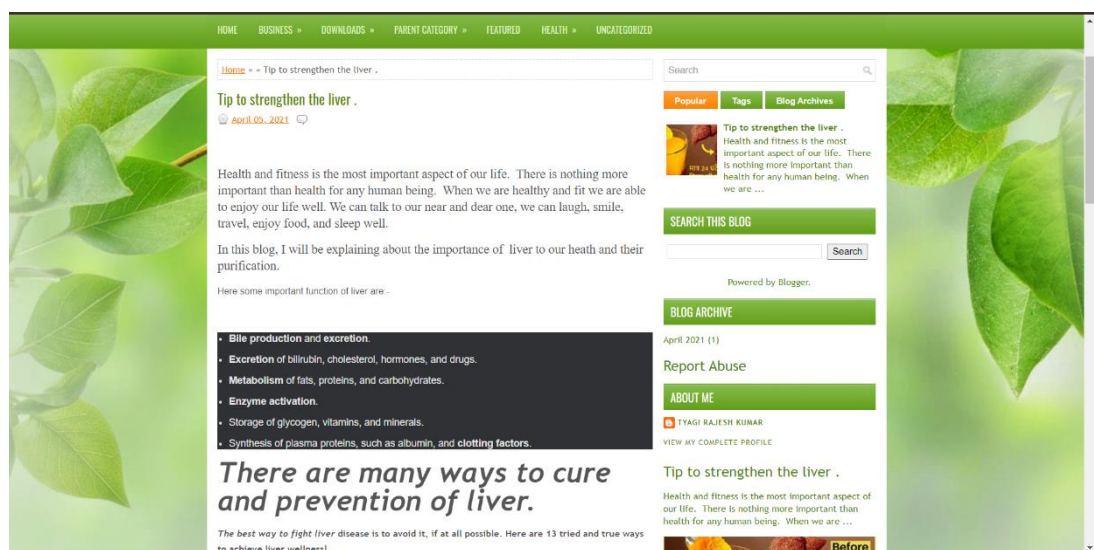 HOME BUSINESS » DOWNLOADS » PARENT CATEGORY » FEATURED HEALTH » UNCATEGORIZED
Home » » Tip to strengthen the liver .
Tip to strengthen the liver .
April 05, 2021
Health and fitness is the most important aspect of our life. There is nothing more
important than health for any human being. When we are healthy and fit we are able
to enjoy our life well. We can talk to our near and dear one, we can laugh, smile,
travel, enjoy food, and sleep well.
In this blog, I will be explaining about the importance of liver to our heath and their
purification.
Here some important function of liver are -
• Bile production and excretion.
• Excretion of bilirubin, cholesterol, hormones, and drugs.
• Metabolism of fats, proteins, and carbohydrates.
• Enzyme activation.
• Storage of glycogen, vitamins, and minerals.
• Synthesis of plasma proteins, such as albumin, and clotting factors.
There are many ways to cure
and prevention of liver.
The best way to fight liver disease is to avoid it, if at all possible. Here are 13 tried and true ways
to achieve liver wellness!
Search
Popular Tags Blog Archives
Tip to strengthen the liver .
Health and fitness is the most
important aspect of our life. There
is nothing more important than
health for any human being. When
we are ...
SEARCH THIS BLOG
Search
Powered by Blogger.
BLOG ARCHIVE
April 2021 (1)
Report Abuse
ABOUT ME
TYAGI RAJESH KUMAR
VIEW MY COMPLETE PROFILE
Tip to strengthen the liver .
Health and fitness is the most important aspect of
our life. There is nothing more important than
health for any human being. When we are ...
Before